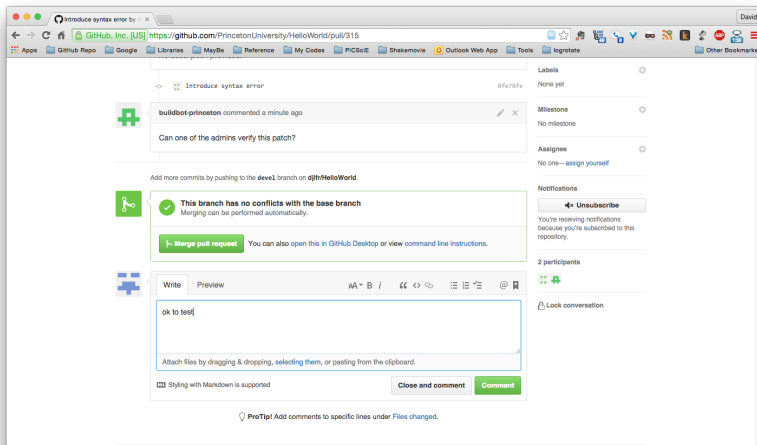 Introduce syntax error by d
David
GitHub, Inc. [US] https://github.com/PrincetonUniversity/HelloWorld/pull/315
Apps GitHub Repo Google Libraries MayBe Reference My Codes PICSciE Shakemovie Outlook Web App Tools logrotate Other Bookmarks
Labels
Introduce syntax error 0fe78fe
None yet
buildbot-princeton commented a minute ago
Milestone
No milestone
Can one of the admins verify this patch?
Assignee
No one—assign yourself
Add more commits by pushing to the devel branch on djlfr/HelloWorld.
Notifications
This branch has no conflicts with the base branch
Unsubscribe
Merging can be performed automatically.
You're receiving notifications
because you're subscribed to this
repository.
Merge pull request You can also open this in GitHub Desktop or view command line instructions.
2 participants
Write Preview AA B i
Lock conversation
ok to test
Attach files by dragging & dropping, selecting them, or pasting from the clipboard.
Styling with Markdown is supported Close and comment Comment
ProTip! Add comments to specific lines under Files changed.